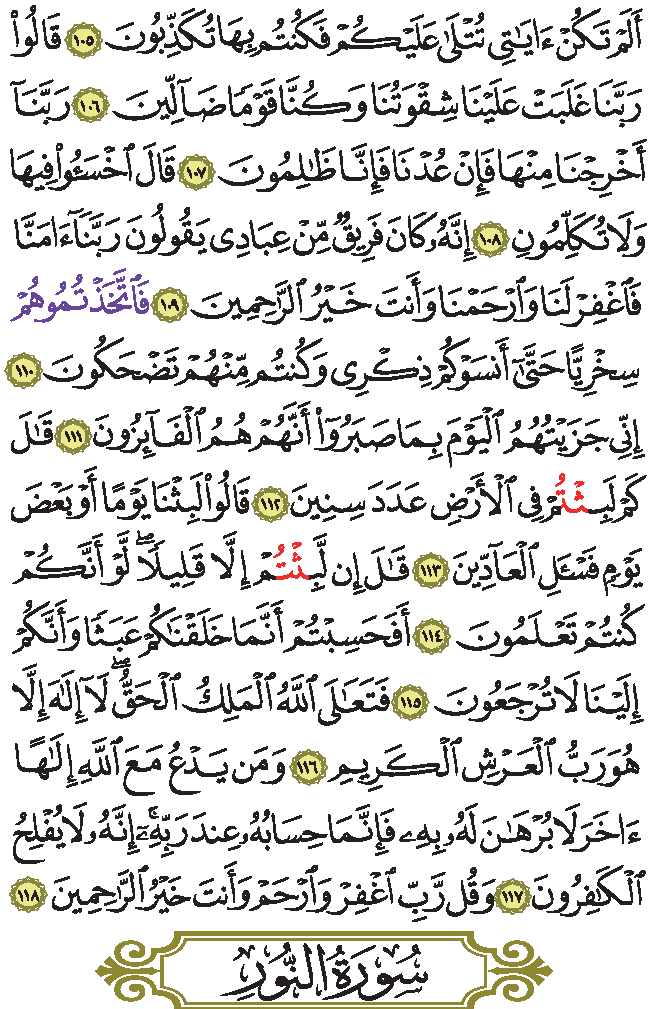 أَلَمۡ تَكُنۡ ءَايَٰتِي تُتۡلَىٰ عَلَيۡكُمۡ فَكُنتُم بِهَا تُكَذِّبُونَ ١٠٥ قَالُواْ
رَبَّنَا غَلَبَتۡ عَلَيۡنَا شِقۡوَتُنَا وَكُنَّا قَوۡمٗا ضَآلِّينَ ١٠٦ رَبَّنَآ
أَخۡرِجۡنَا مِنۡهَا فَإِنۡ عُدۡنَا فَإِنَّا ظَٰلِمُونَ ١٠٧ قَالَ ٱخۡسَـُٔواْ فِيهَا
وَلَا تُكَلِّمُونِ ١٠٨ إِنَّهُۥ كَانَ فَرِيقٞ مِّنۡ عِبَادِي يَقُولُونَ رَبَّنَآ ءَامَنَّا
فَٱغۡفِرۡ لَنَا وَٱرۡحَمۡنَا وَأَنتَ خَيۡرُ ٱلرَّٰحِمِينَ ١٠٩ فَٱتَّخَذۡتُمُوهُمۡ
سِخۡرِيًّا حَتَّىٰٓ أَنسَوۡكُمۡ ذِكۡرِي وَكُنتُم مِّنۡهُمۡ تَضۡحَكُونَ ١١٠
إِنِّي جَزَيۡتُهُمُ ٱلۡيَوۡمَ بِمَا صَبَرُوٓاْ أَنَّهُمۡ هُمُ ٱلۡفَآئِزُونَ ١١١ قَٰلَ
كَمۡ لَبِثۡتُمۡ فِي ٱلۡأَرۡضِ عَدَدَ سِنِينَ ١١٢ قَالُواْ لَبِثۡنَا يَوۡمًا أَوۡ بَعۡضَ
يَوۡمٖ فَسۡـَٔلِ ٱلۡعَآدِّينَ ١١٣ قَٰلَ إِن لَّبِثۡتُمۡ إِلَّا قَلِيلٗاۖ لَّوۡ أَنَّكُمۡ
كُنتُمۡ تَعۡلَمُونَ ١١٤ أَفَحَسِبۡتُمۡ أَنَّمَا خَلَقۡنَٰكُمۡ عَبَثٗا وَأَنَّكُمۡ
إِلَيۡنَا لَا تُرۡجَعُونَ ١١٥ فَتَعَٰلَى ٱللَّهُ ٱلۡمَلِكُ ٱلۡحَقُّۖ لَآ إِلَٰهَ إِلَّا
هُوَ رَبُّ ٱلۡعَرۡشِ ٱلۡكَرِيمِ ١١٦ وَمَن يَدۡعُ مَعَ ٱللَّهِ إِلَٰهًا
ءَاخَرَ لَا بُرۡهَٰنَ لَهُۥ بِهِۦ فَإِنَّمَا حِسَابُهُۥ عِندَ رَبِّهِۦٓۚ إِنَّهُۥ لَا يُفۡلِحُ
ٱلۡكَٰفِرُونَ ١١٧ وَقُل رَّبِّ ٱغۡفِرۡ وَٱرۡحَمۡ وَأَنتَ خَيۡرُ ٱلرَّٰحِمِينَ ١١٨
سُورَةُ النُّورِ